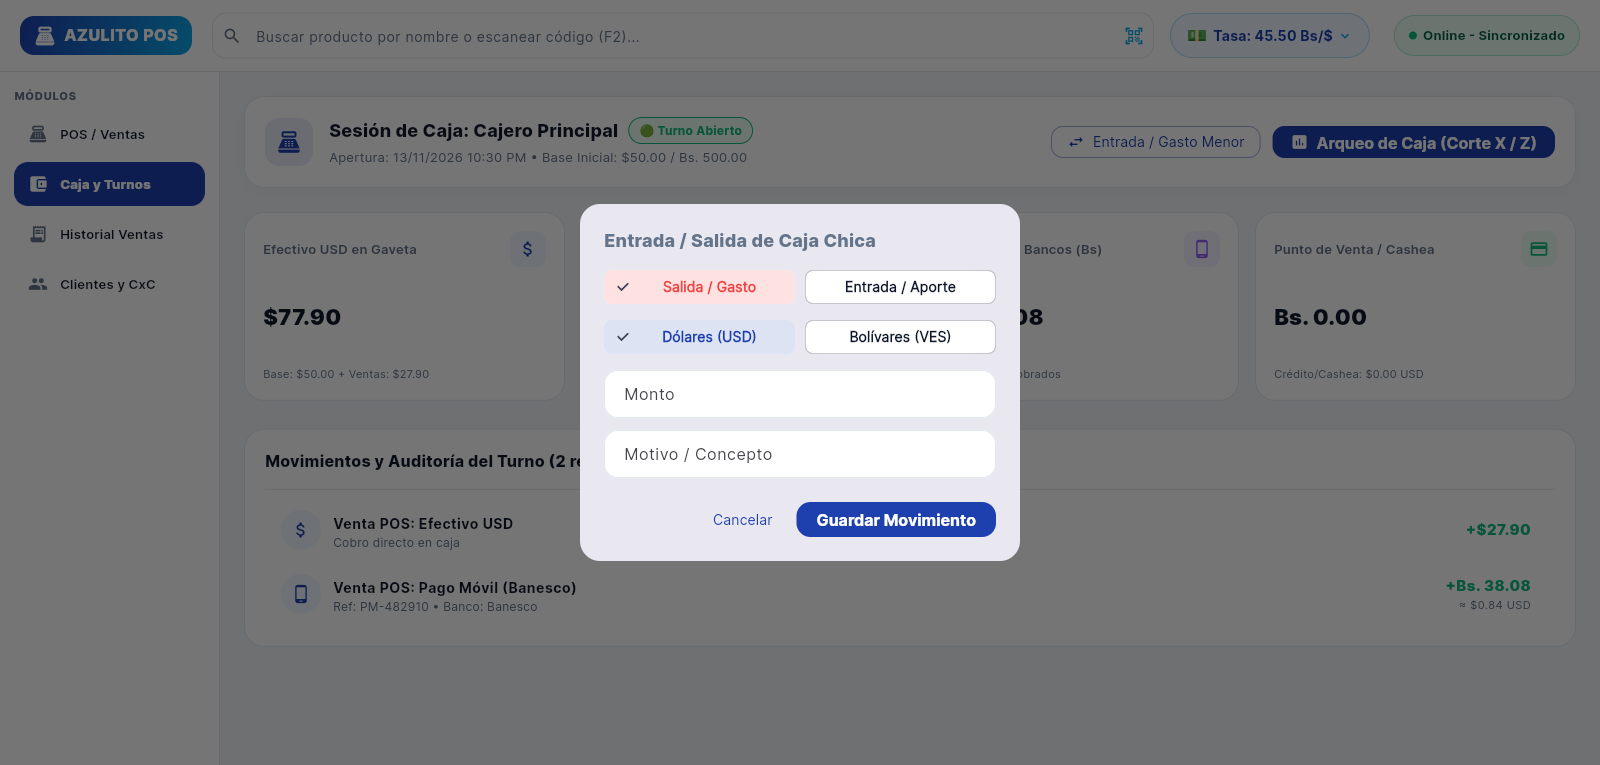 AZULITO POS
Buscar producto por nombre o escanear código (F2)...
Tasa: 45.50 Bs/$
Online - Sincronizado
MÓDULOS
POS / Ventas
Caja y Turnos
Historial Ventas
Clientes y CxC
Sesión de Caja: Cajero Principal
Turno Abierto
Apertura: 13/11/2026 10:30 PM • Base Inicial: $50.00 / Bs. 500.00
Entrada / Gasto Menor
Arqueo de Caja (Corte X / Z)
Efectivo USD en Gaveta
$
$77.90
Base: $50.00 + Ventas: $27.90
Bancos (Bs)
08
Punto de Venta / Cashea
Bs. 0.00
Crédito/Cashea: $0.00 USD
Entrada / Salida de Caja Chica
Salida / Gasto
Entrada / Aporte
Dólares (USD)
Bolívares (VES)
Monto
Motivo / Concepto
Cancelar
Guardar Movimiento
Movimientos y Auditoría del Turno (2
$
Venta POS: Efectivo USD
Cobro directo en caja
+$27.90
Venta POS: Pago Móvil (Banesco)
Ref: PM-482910 • Banco: Banesco
+Bs. 38.08
≈ $0.84 USD